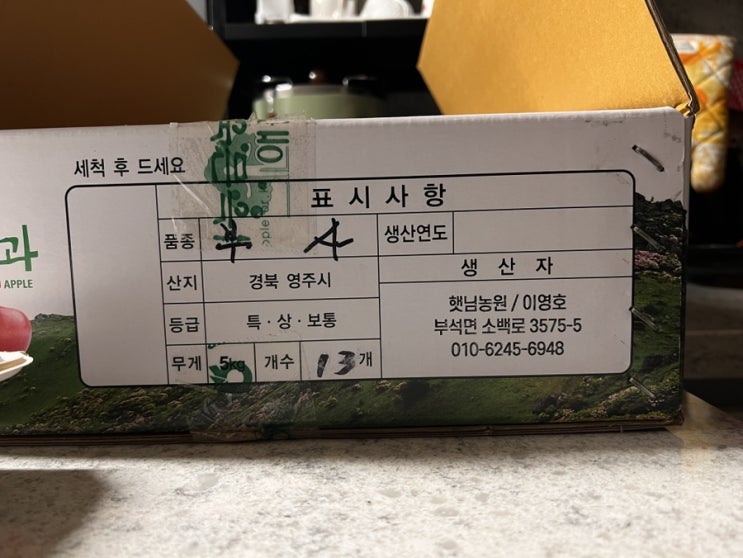 세척 후 드세요
과
APPLE
표시사항
품종 부 사 생산연도
산지 경북 영주시
생산자
등급 특·상·보통
햇님농원 / 이영호
부석면 소백로 3575-5
010-6245-6948
무게 5kg 개수 13개